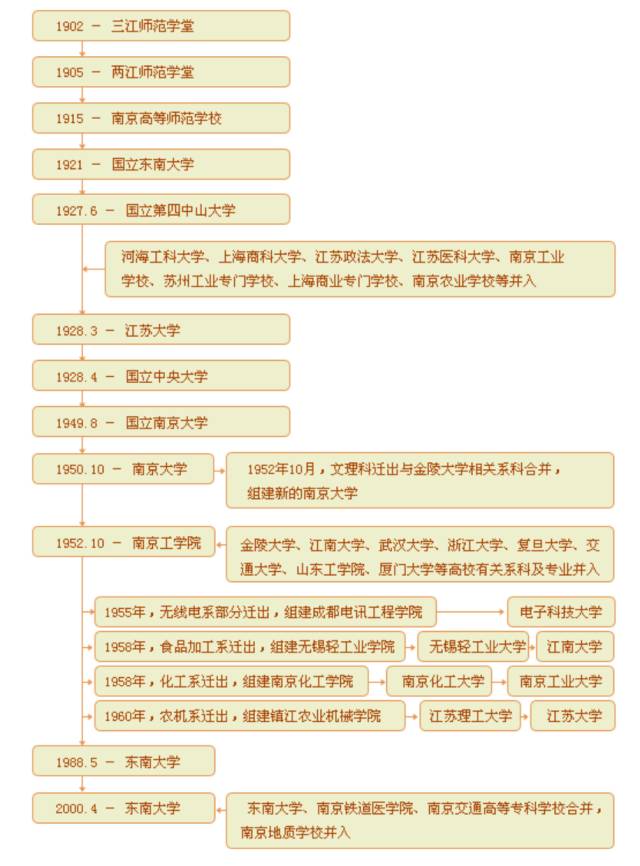 1902 - 三江师范学堂
1905 - 两江师范学堂
1915 - 南京高等师范学校
1921 - 国立东南大学
1927.6 - 国立第四中山大学
河海工科大学、上海商科大学、江苏政法大学、江苏医科大学、南京工业
学校、苏州工业专门学校、上海商业专门学校、南京农业学校等并入
1928.3 - 江苏大学
1928.4 - 国立中央大学
1949.8 - 国立南京大学
1950.10 - 南京大学
1952年10月，文理科迁出与金陵大学相关系科合并，
组建新的南京大学
1952.10 - 南京工学院
金陵大学、江南大学、武汉大学、浙江大学、复旦大学、交
通大学、山东工学院、厦门大学等高校有关系科及专业并入
1955年，无线电系部分迁出，组建成都电讯工程学院
电子科技大学
1958年，食品加工系迁出，组建无锡轻工业学院
无锡轻工业大学
江南大学
1958年，化工系迁出，组建南京化工学院
南京化工大学
南京工业大学
1960年，农机系迁出，组建镇江农业机械学院
江苏理工大学
江苏大学
1988.5 - 东南大学
2000.4 - 东南大学
东南大学、南京铁道医学院、南京交通高等专科学校合并，
南京地质学校并入